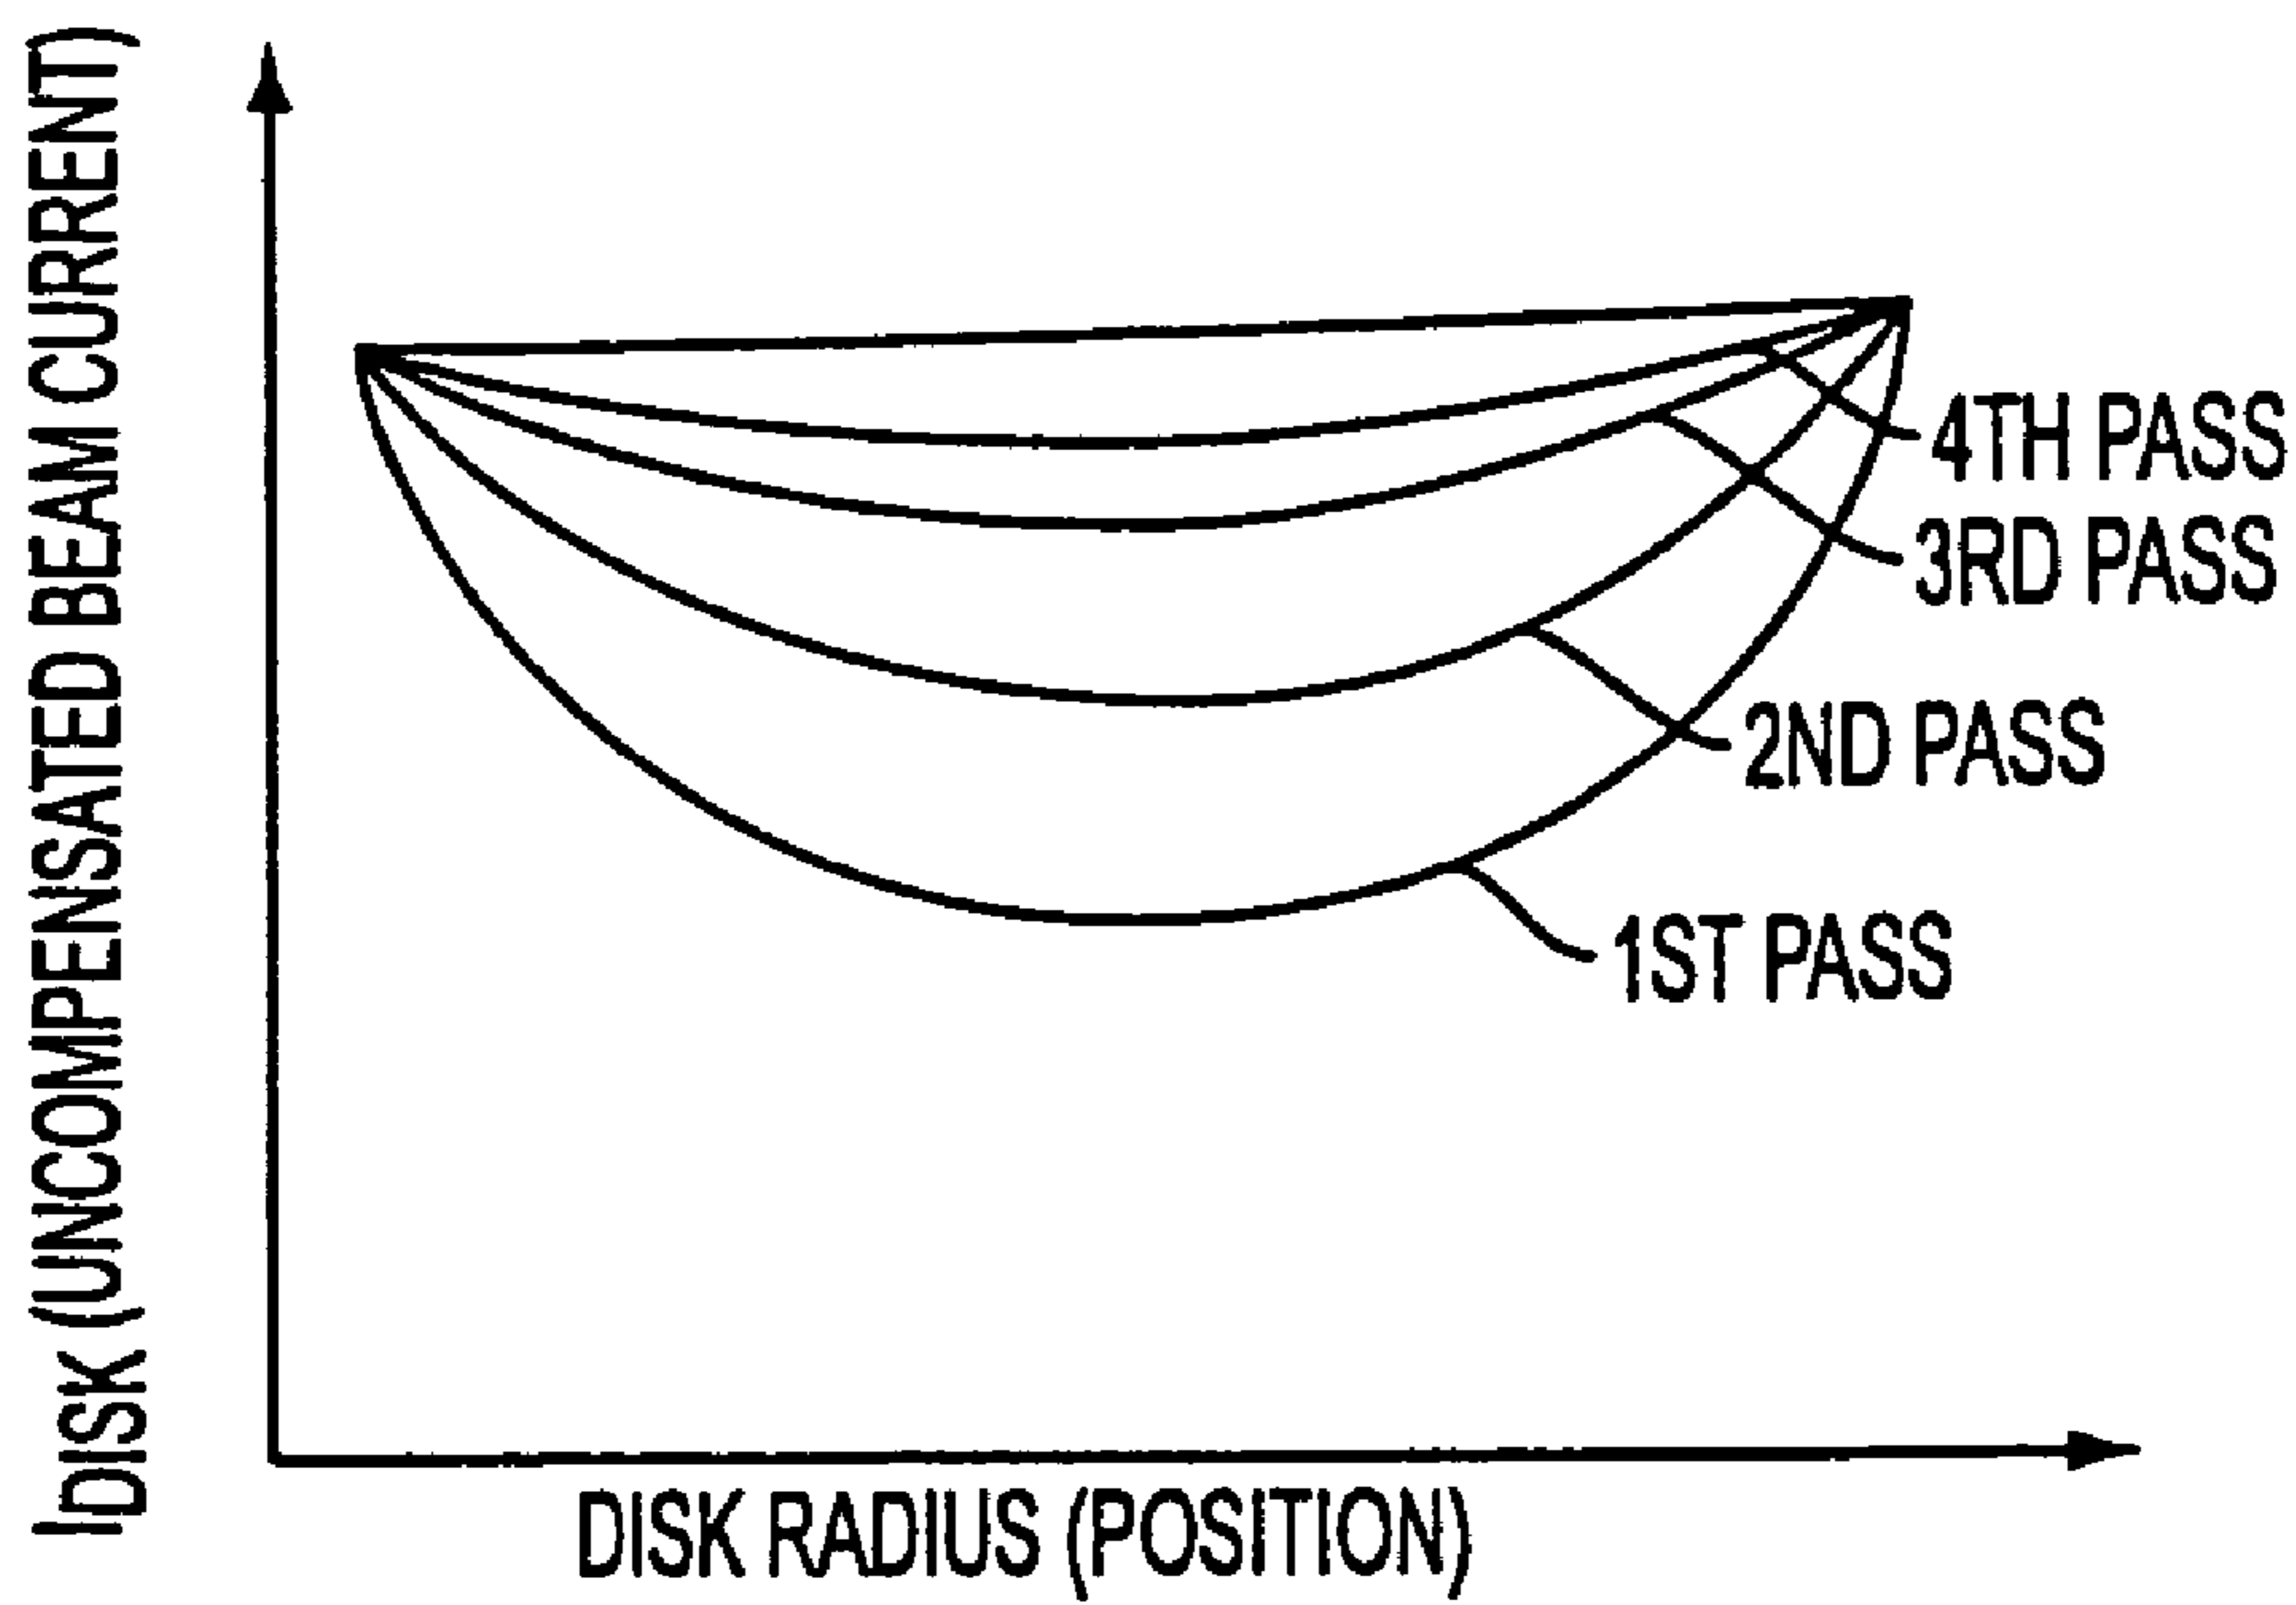 IDISK (UNCOMPENSATED BEAM CURRENT)
4TH PASS
3RD PASS
2ND PASS
1ST PASS
DISK RADIUS (POSITION)